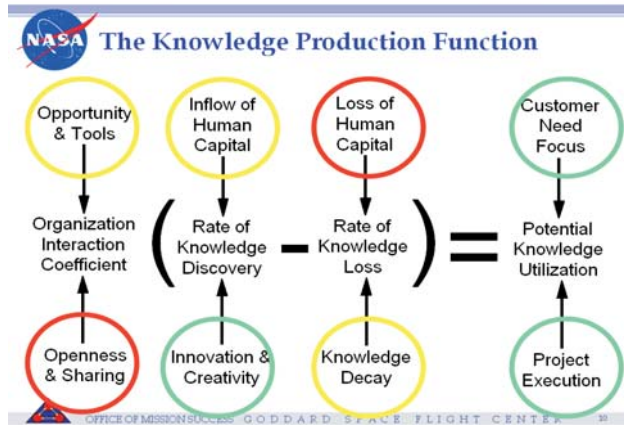 NASA The Knowledge Production Function
Opportunity
& Tools
Inflow of
Human
Capital
Loss of
Human
Capital
Customer
Need
Focus
Organization
Interaction
Coefficient
(
Rate of
Knowledge
Discovery
-
Rate of
Knowledge
Loss
)
=
Potential
Knowledge
Utilization
Openness
& Sharing
Innovation &
Creativity
Knowledge
Decay
Project
Execution
OFFICE OF MISSION SUCCESS GODDARD SPACE FLIGHT CENTER